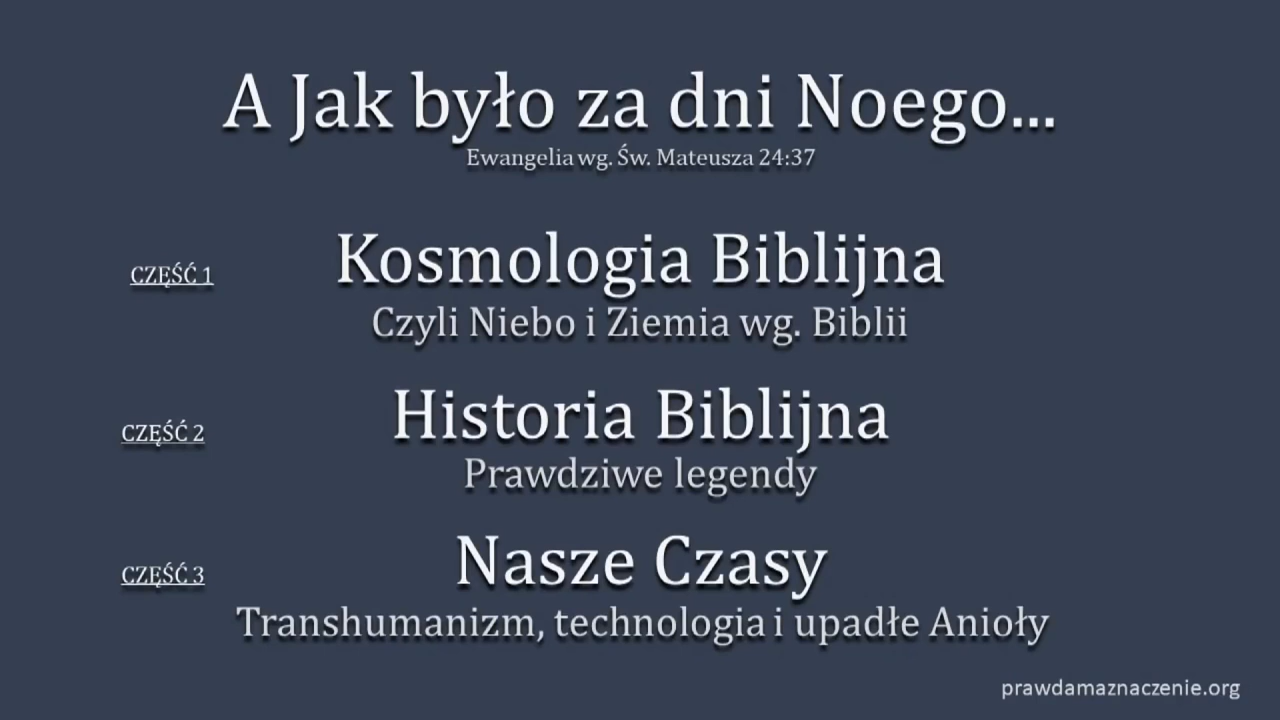 A Jak było za dni Noego...
Ewangelia wg. Św. Mateusza 24:37
CZĘŚĆ 1
Kosmologia Biblijna
Czyli Niebo i Ziemia wg. Biblii
CZĘŚĆ 2
Historia Biblijna
Prawdziwe legendy
CZĘŚĆ 3
Nasze Czasy
Transhumanizm, technologia i upadłe Anioły
prawdamaznaczenie.org